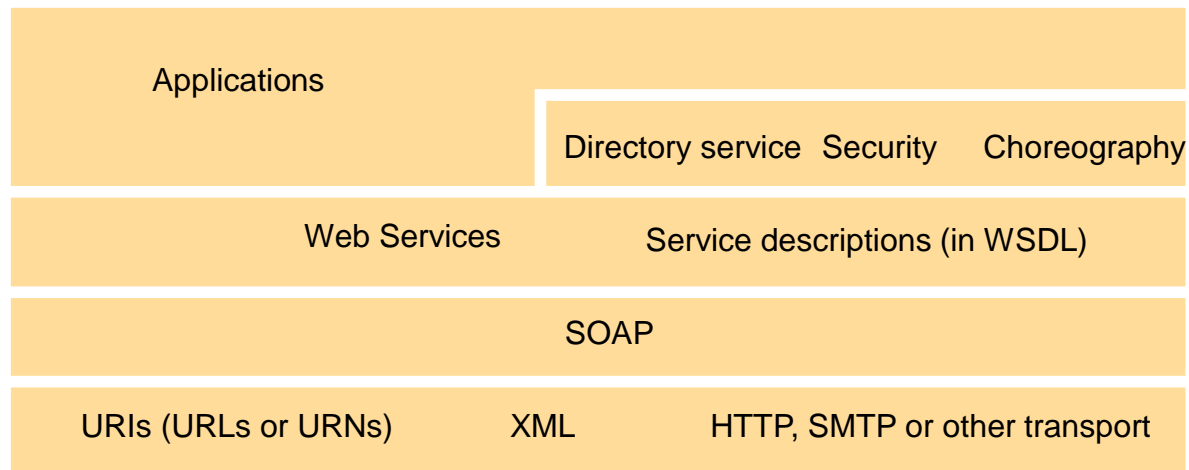 Applications
Directory service Security Choreography
Web Services Service descriptions (in WSDL)
SOAP
URIs (URLs or URNs) XML HTTP, SMTP or other transport